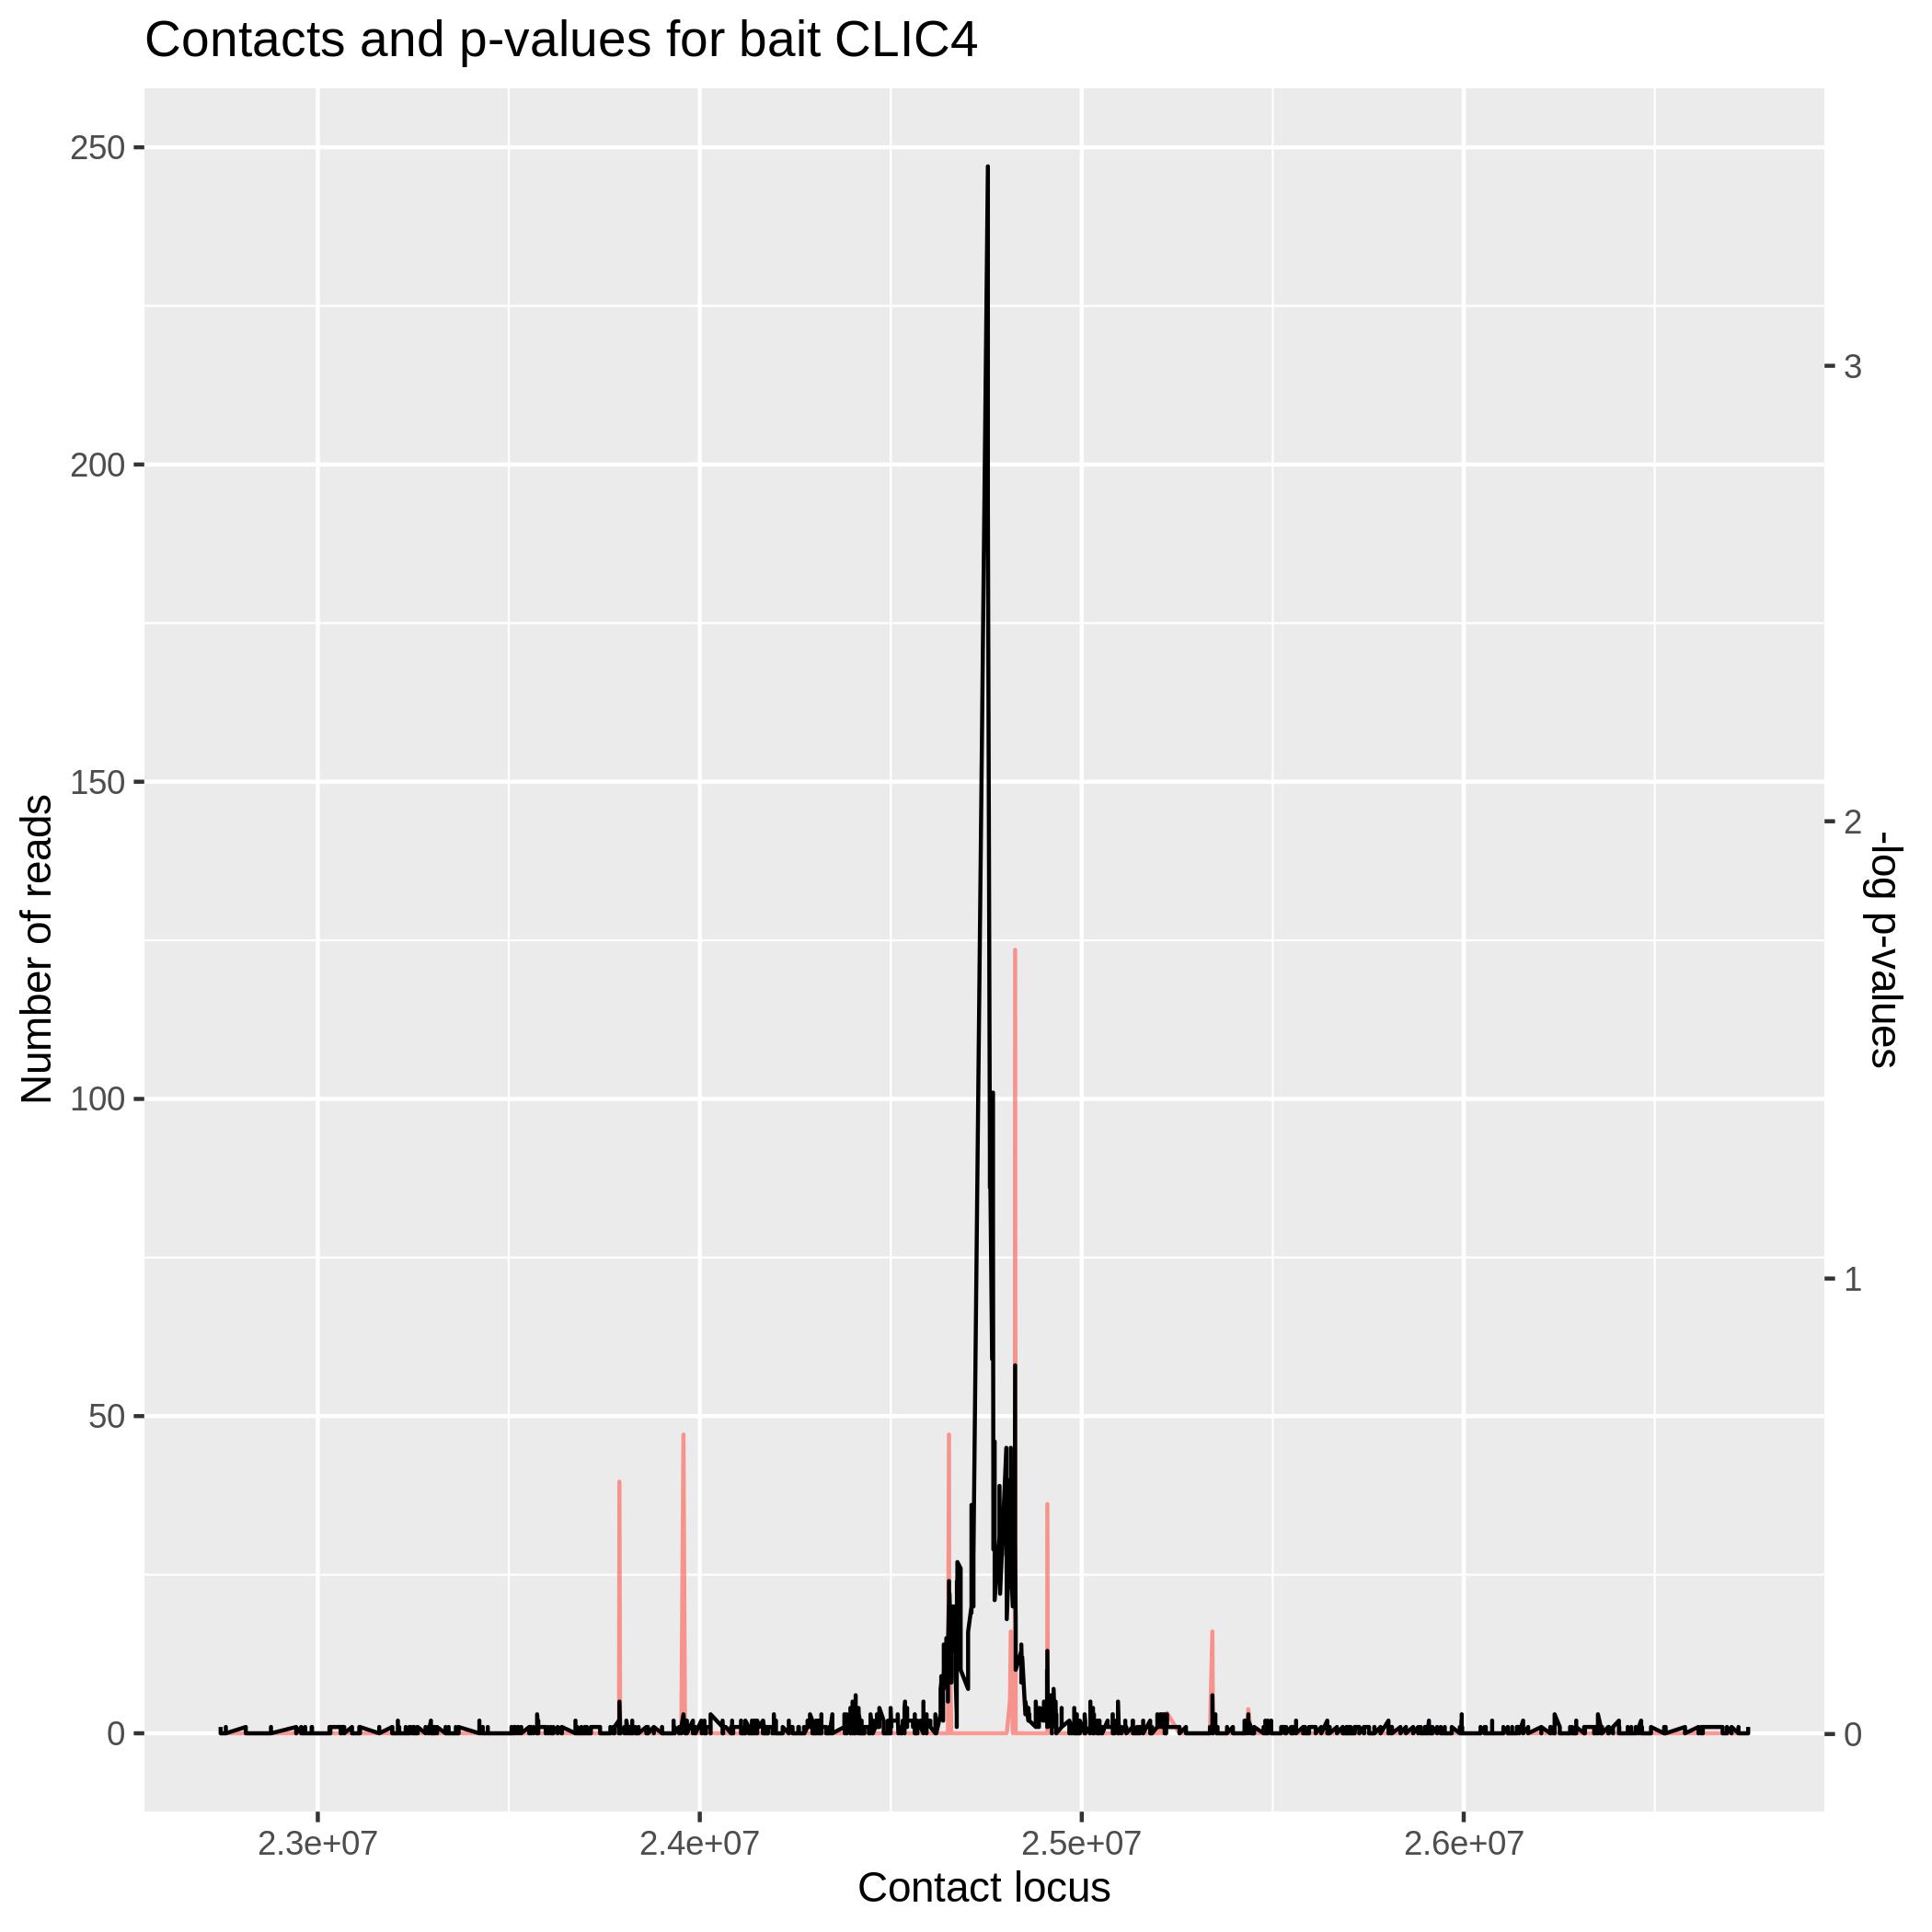 Contacts and p-values for bait CLIC4
250
200
150
100
50
0
Number of reads
3
2
1
0
-log p-values
2.3e+07
2.4e+07
2.5e+07
2.6e+07
Contact locus